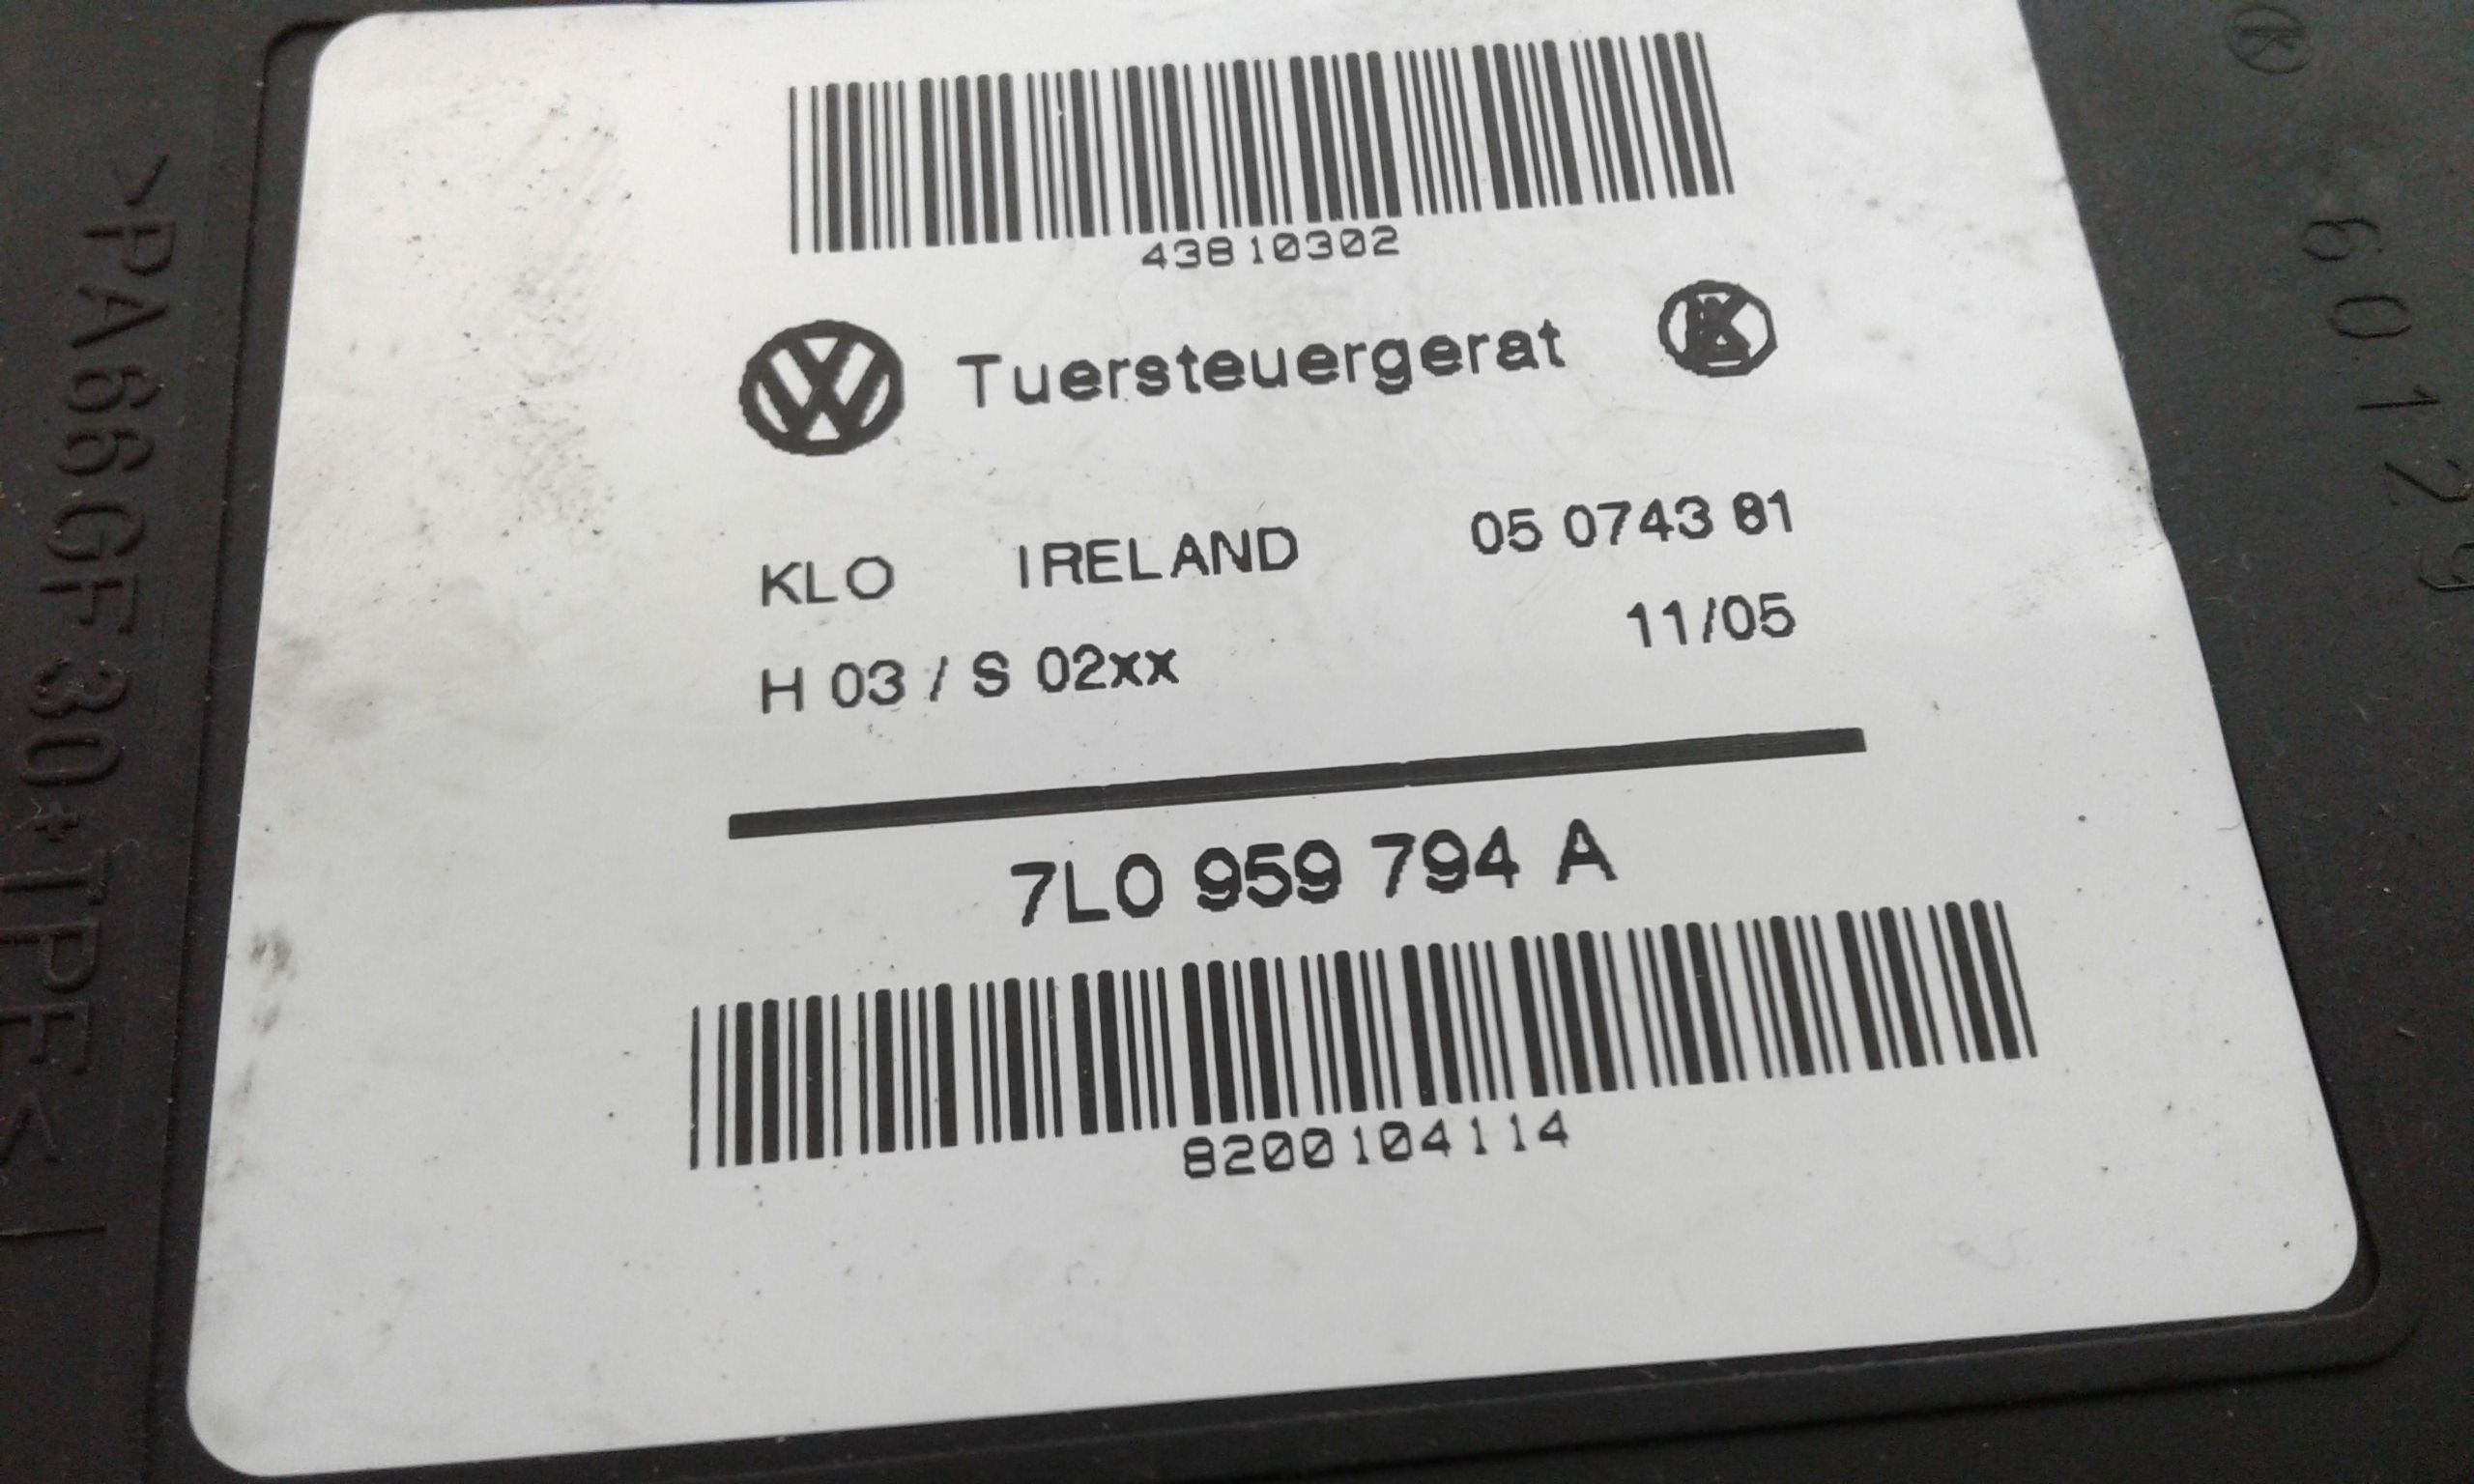 43810302
Tuersteuergerat
KLO IRELAND 05 0743 81
H 03 / S 02xx 11/05
7L0 959 794 A
8200104114
>PA66GF30+TPE<
60129